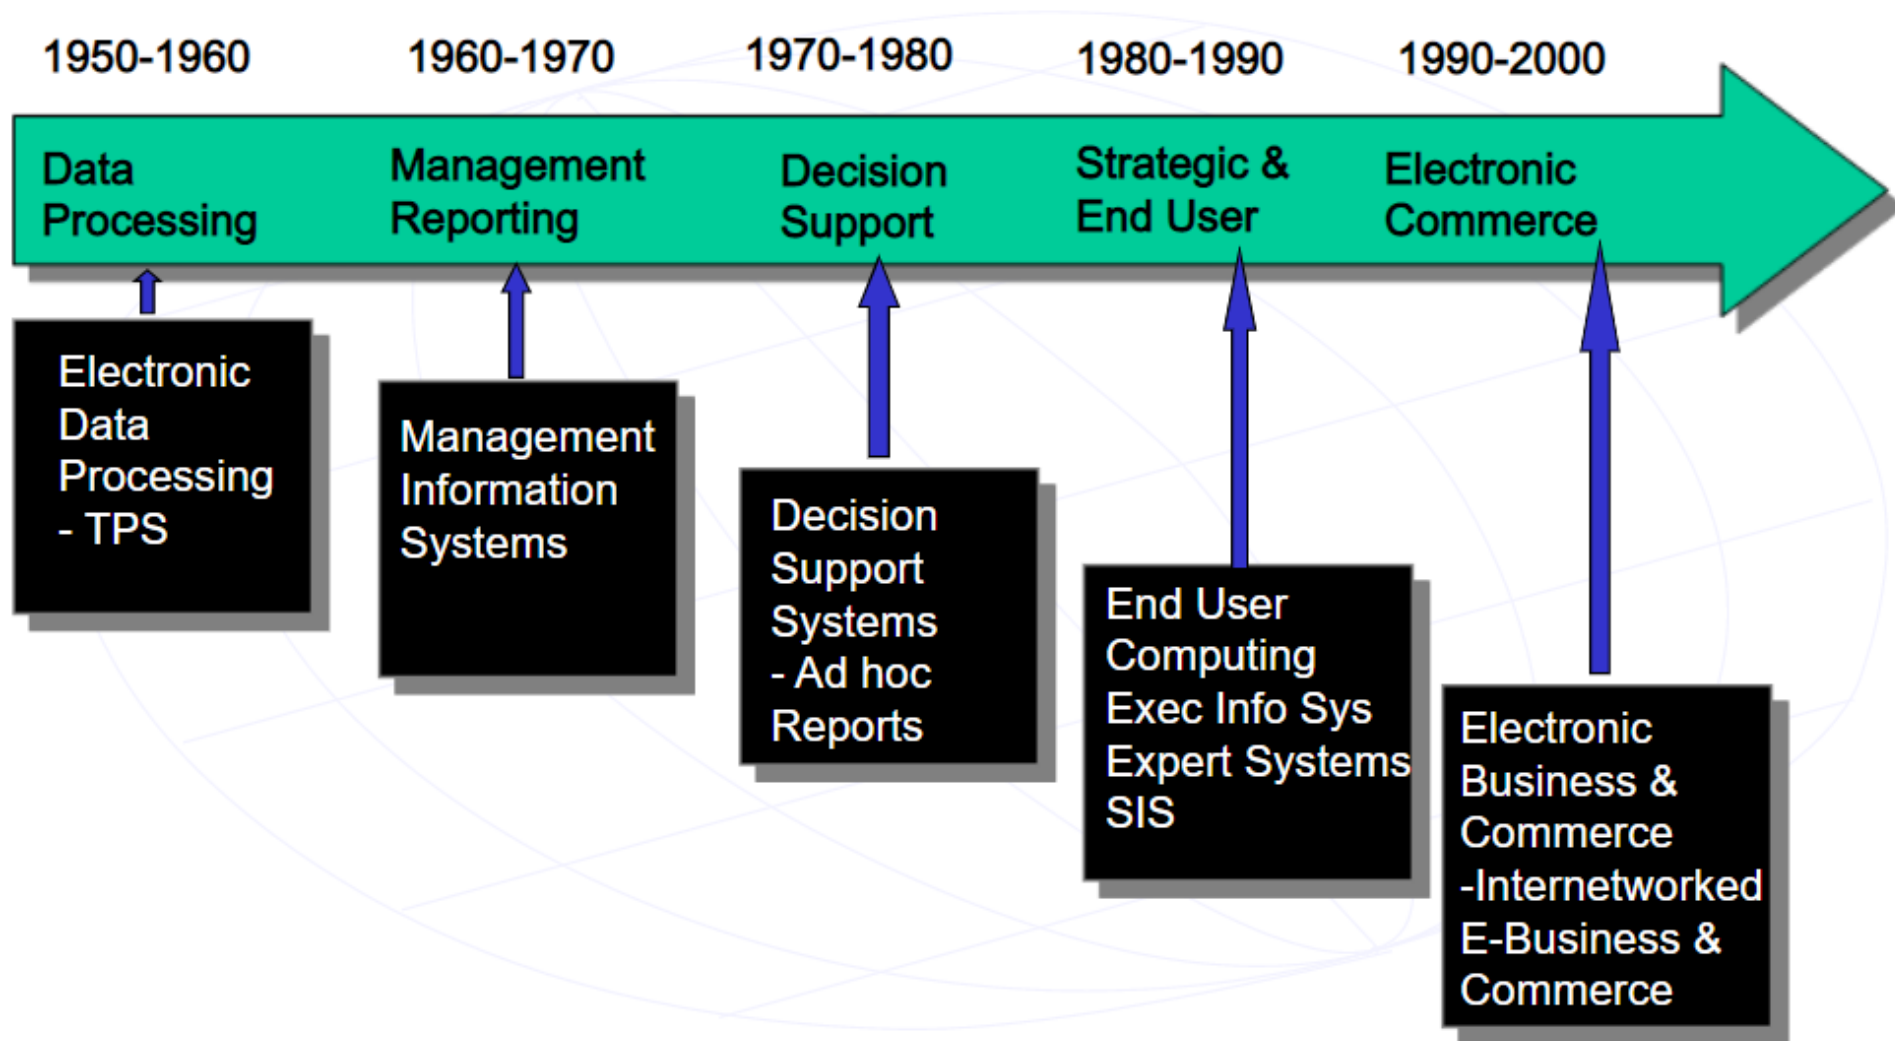 1950-1960
1960-1970
1970-1980
1980-1990
1990-2000
Data
Processing
Management
Reporting
Decision
Support
Strategic &
End User
Electronic
Commerce
Electronic
Data
Processing
- TPS
Management
Information
Systems
Decision
Support
Systems
- Ad hoc
Reports
End User
Computing
Exec Info Sys
Expert Systems
SIS
Electronic
Business &
Commerce
-Internetworked
E-Business &
Commerce